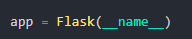 app = Flask(__name__)